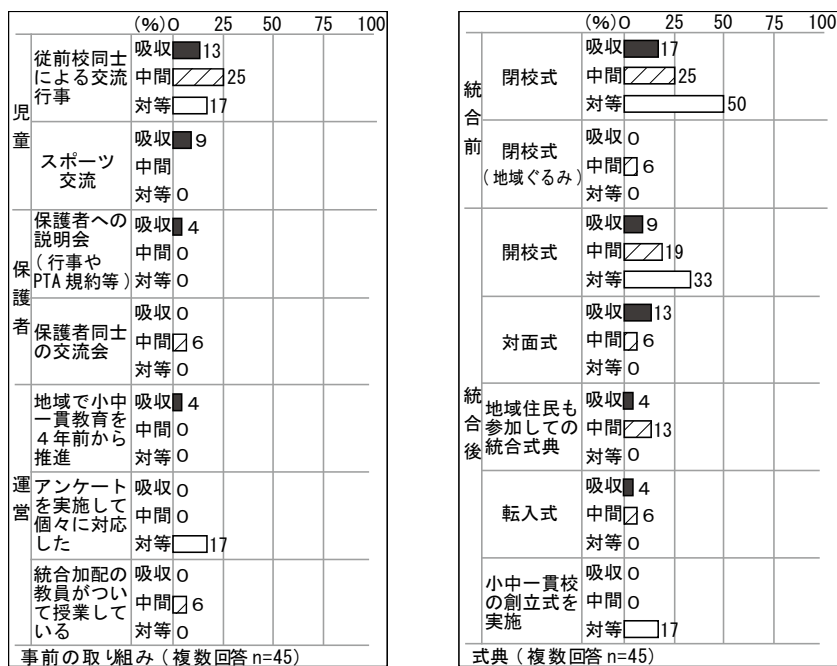 (%) 0 25 50 75 100
児童
従前校同士
による交流
行事
吸収 13
中間 25
対等 17
スポーツ
交流
吸収 9
中間
対等 0
保護者
保護者への
説明会
(行事や
PTA規約等)
吸収 4
中間 0
対等 0
保護者同士
の交流会
吸収 0
中間 6
対等 0
運営
地域で小中
一貫教育を
4年前から
推進
吸収 4
中間 0
対等 0
アンケート
を実施して
個々に対応
した
吸収 0
中間 0
対等 17
統合加配の
教員がつい
て授業して
いる
吸収 0
中間 6
対等 0
事前の取り組み(複数回答 n=45)
(%) 0 25 50 75 100
統合前
閉校式
吸収 17
中間 25
対等 50
閉校式
(地域ぐるみ)
吸収 0
中間 6
対等 0
統合後
開校式
吸収 9
中間 19
対等 33
対面式
吸収 13
中間 6
対等 0
地域住民も
参加しての
統合式典
吸収 4
中間 13
対等 0
転入式
吸収 4
中間 6
対等 0
小中一貫校
の創立式を
実施
吸収 0
中間 0
対等 17
式典(複数回答 n=45)